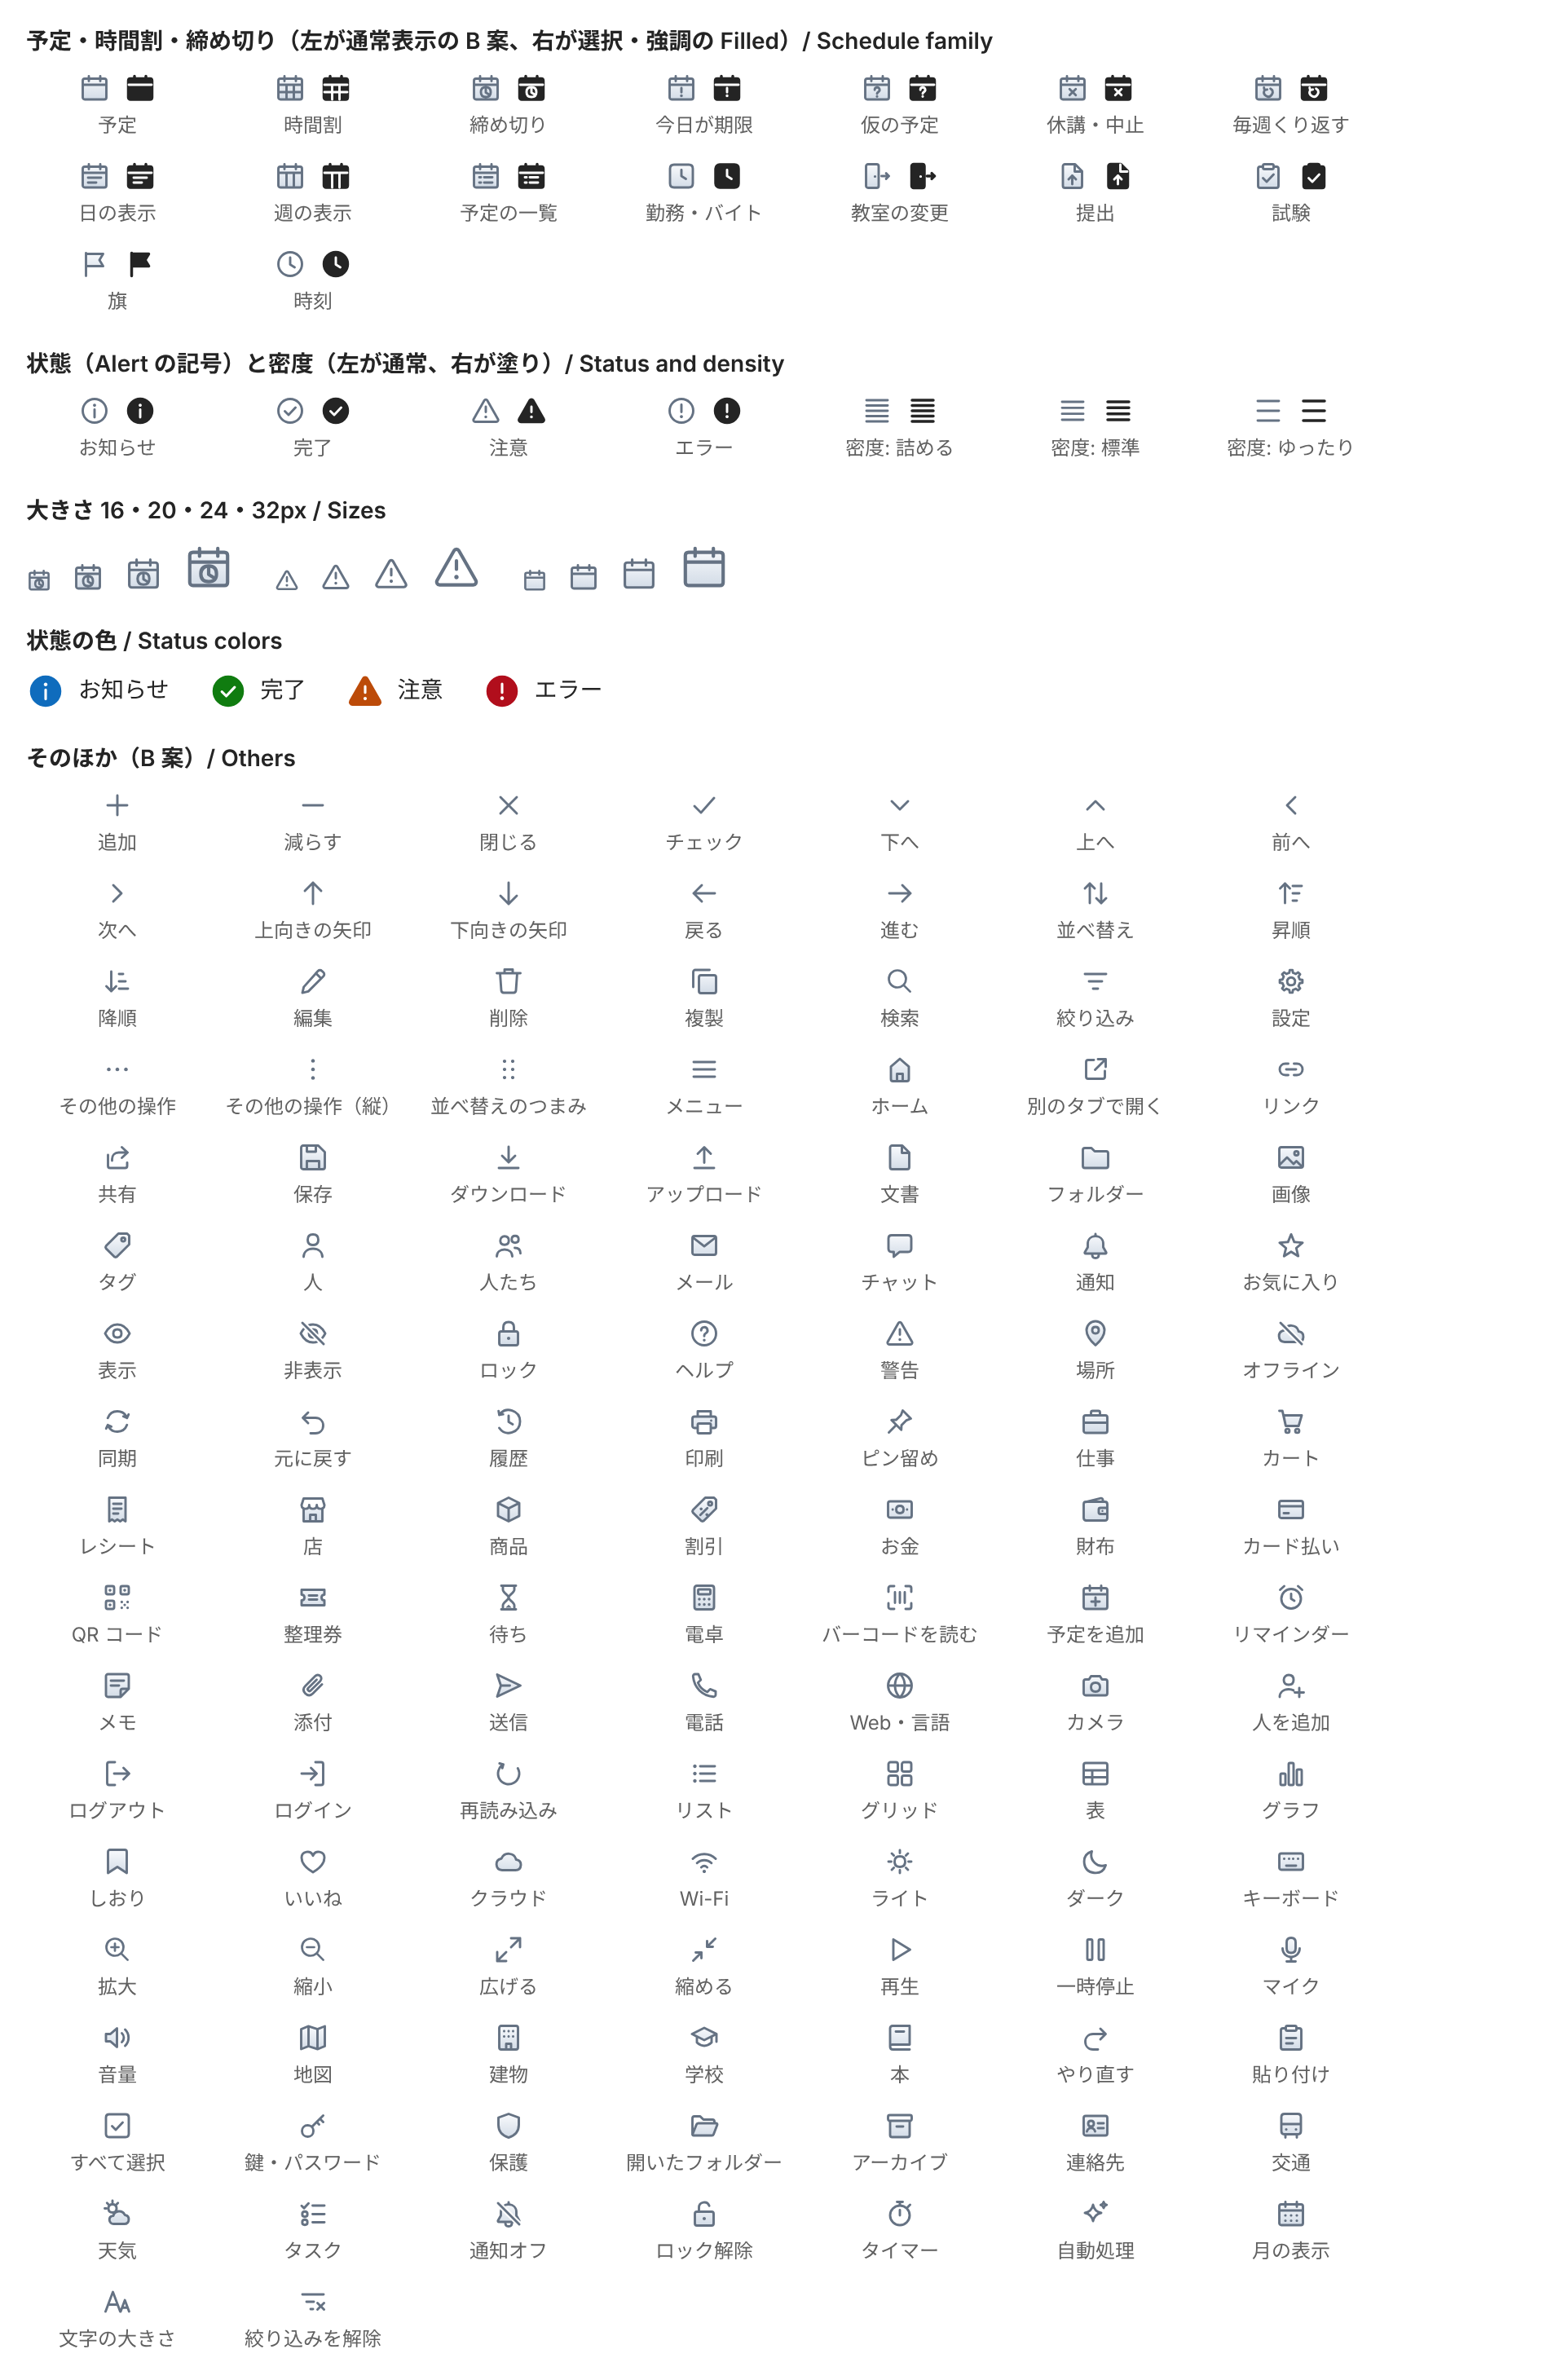 予定・時間割・締め切り（左が通常表示の B 案、右が選択・強調の Filled）/ Schedule family
予定 時間割 締め切り 今日が期限 仮の予定 休講・中止 毎週くり返す
日の表示 週の表示 予定の一覧 勤務・バイト 教室の変更 提出 試験
旗 時刻
状態（Alert の記号）と密度（左が通常、右が塗り）/ Status and density
お知らせ 完了 注意 エラー 密度: 詰める 密度: 標準 密度: ゆったり
大きさ 16・20・24・32px / Sizes
状態の色 / Status colors
お知らせ 完了 注意 エラー
そのほか（B 案）/ Others
追加 減らす 閉じる チェック 下へ 上へ 前へ
次へ 上向きの矢印 下向きの矢印 戻る 進む 並べ替え 昇順
降順 編集 削除 複製 検索 絞り込み 設定
その他の操作 その他の操作（縦） 並べ替えのつまみ メニュー ホーム 別のタブで開く リンク
共有 保存 ダウンロード アップロード 文書 フォルダー 画像
タグ 人 人たち メール チャット 通知 お気に入り
表示 非表示 ロック ヘルプ 警告 場所 オフライン
同期 元に戻す 履歴 印刷 ピン留め 仕事 カート
レシート 店 商品 割引 お金 財布 カード払い
QR コード 整理券 待ち 電卓 バーコードを読む 予定を追加 リマインダー
メモ 添付 送信 電話 Web・言語 カメラ 人を追加
ログアウト ログイン 再読み込み リスト グリッド 表 グラフ
しおり いいね クラウド Wi-Fi ライト ダーク キーボード
拡大 縮小 広げる 縮める 再生 一時停止 マイク
音量 地図 建物 学校 本 やり直す 貼り付け
すべて選択 鍵・パスワード 保護 開いたフォルダー アーカイブ 連絡先 交通
天気 タスク 通知オフ ロック解除 タイマー 自動処理 月の表示
文字の大きさ 絞り込みを解除